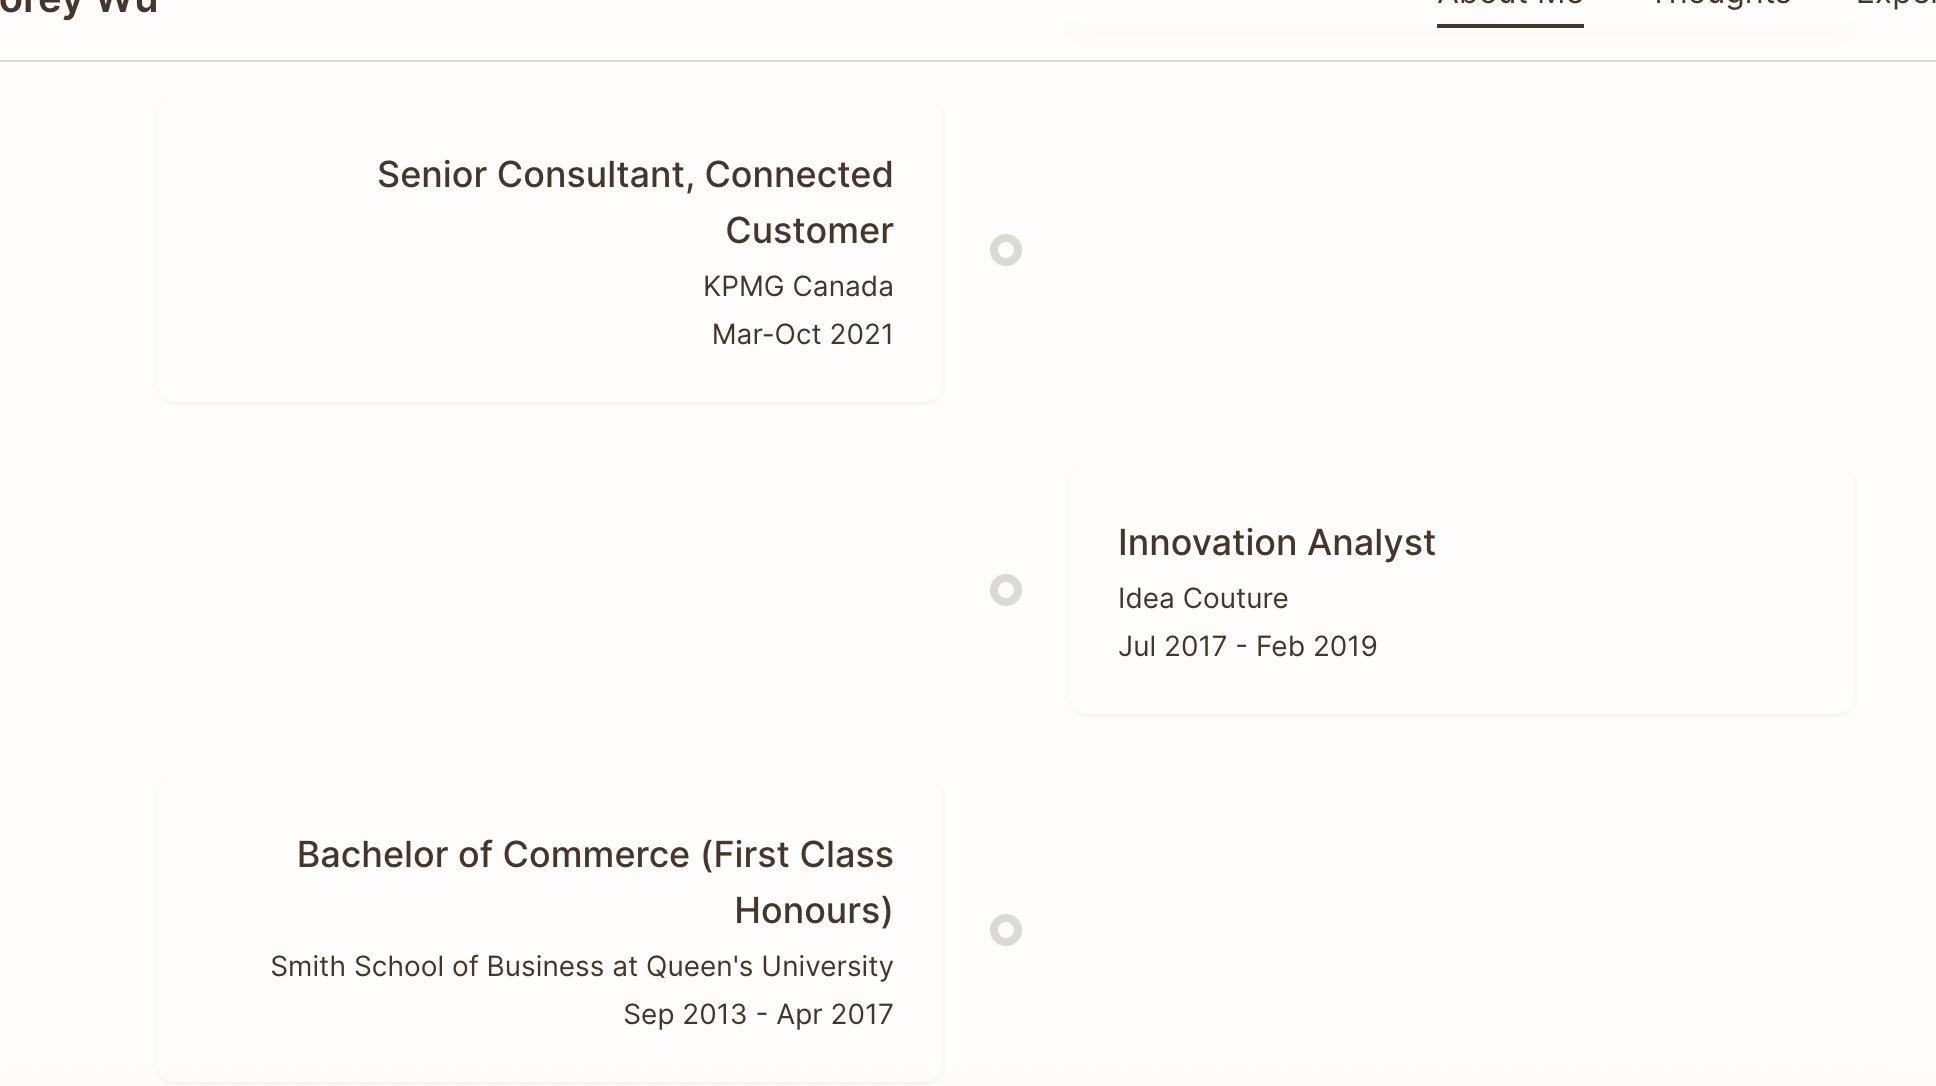 orey Wu
About Me Thoughts
Senior Consultant, Connected
Customer
KPMG Canada
Mar-Oct 2021
Innovation Analyst
Idea Couture
Jul 2017 - Feb 2019
Bachelor of Commerce (First Class
Honours)
Smith School of Business at Queen's University
Sep 2013 - Apr 2017